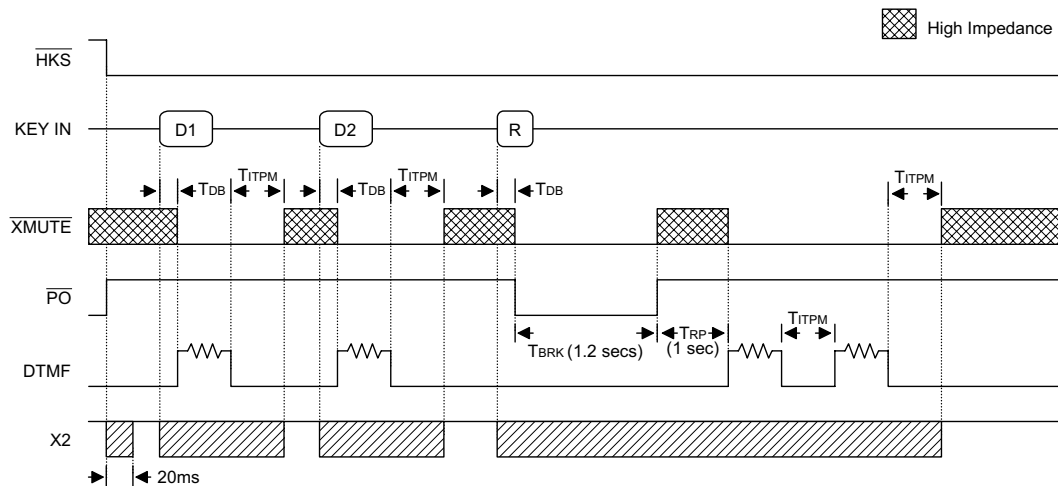 High Impedance
HKS
KEY IN D1 D2 R
TDB TITPM TDB TITPM TDB TITPM
XMUTE
PO
TBRK (1.2 secs) TRP (1 sec) TITPM
DTMF
X2
20ms